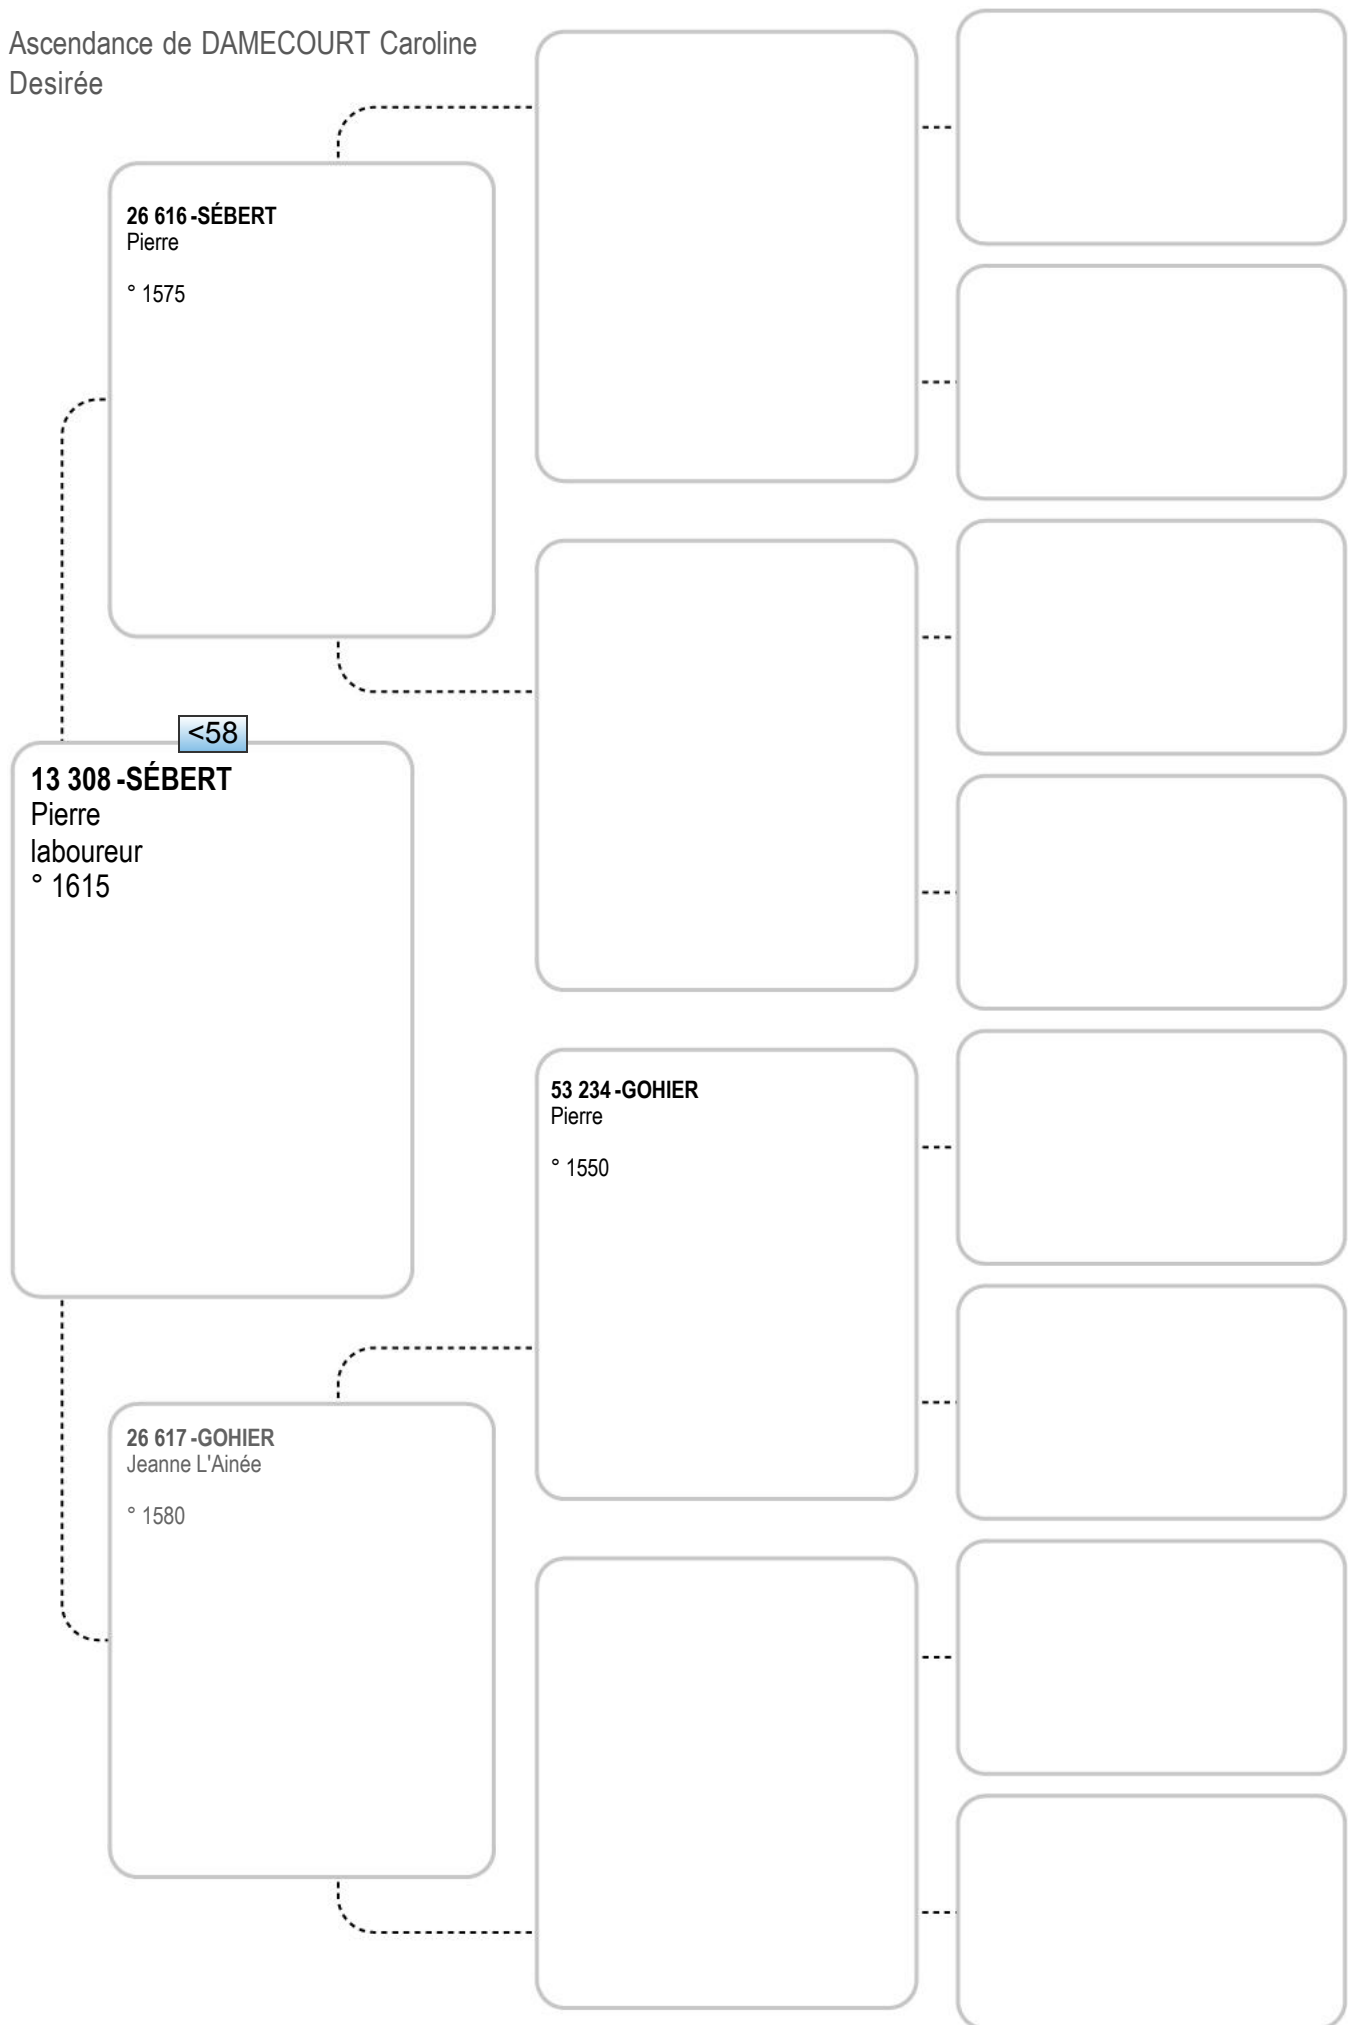 Ascendance de DAMECOURT Caroline
Desirée
26 616 -SÉBERT
Pierre
° 1575
<58
13 308 -SÉBERT
Pierre
laboureur
° 1615
53 234 -GOHIER
Pierre
° 1550
26 617 -GOHIER
Jeanne L'Ainée
° 1580